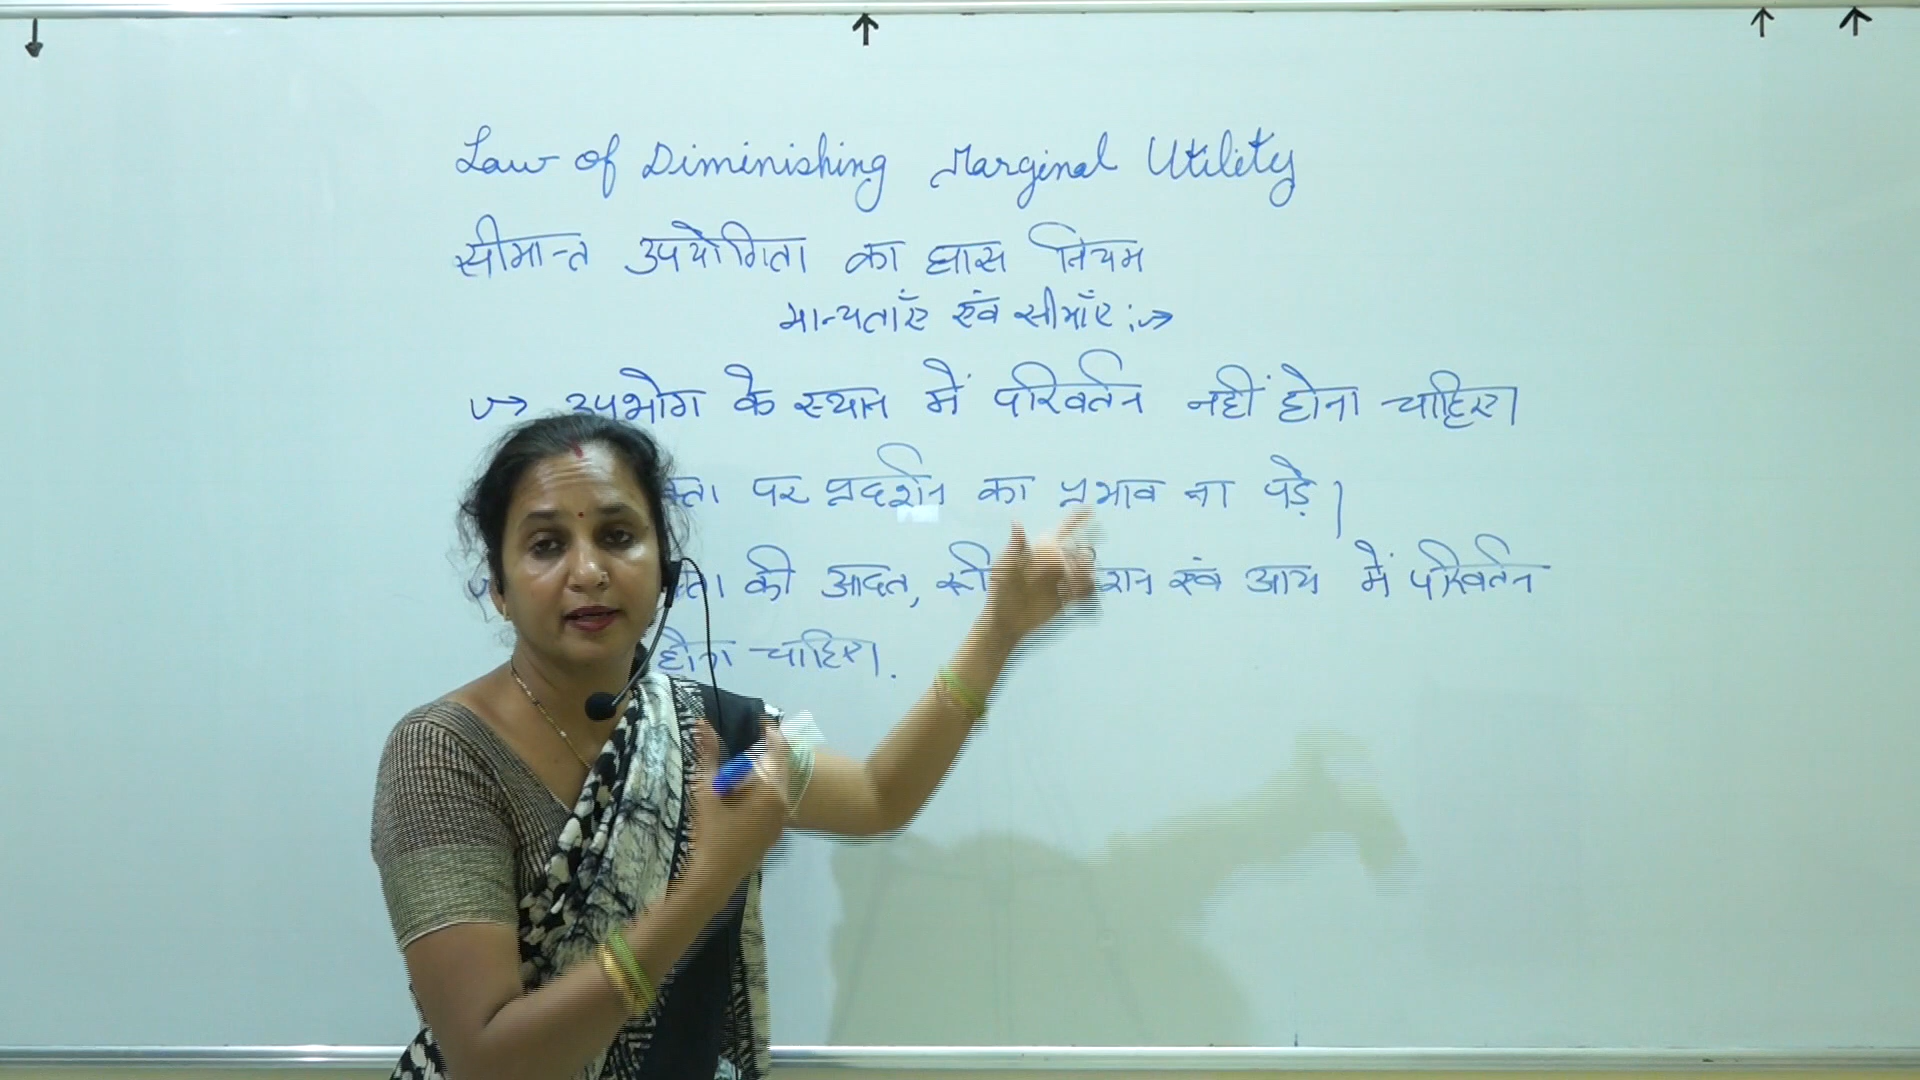 Law of Diminishing Marginal Utility
सीमान्त उपयोगिता का ह्रास नियम
मान्यताएँ एवं सीमाँए :→
→ उपभोग के स्थान में परिवर्तन नहीं होना चाहिए।
पर प्रदर्शन का प्रभाव ना पड़े।
की आदत, एवं आय में परिवर्तन
होना चाहिए।.